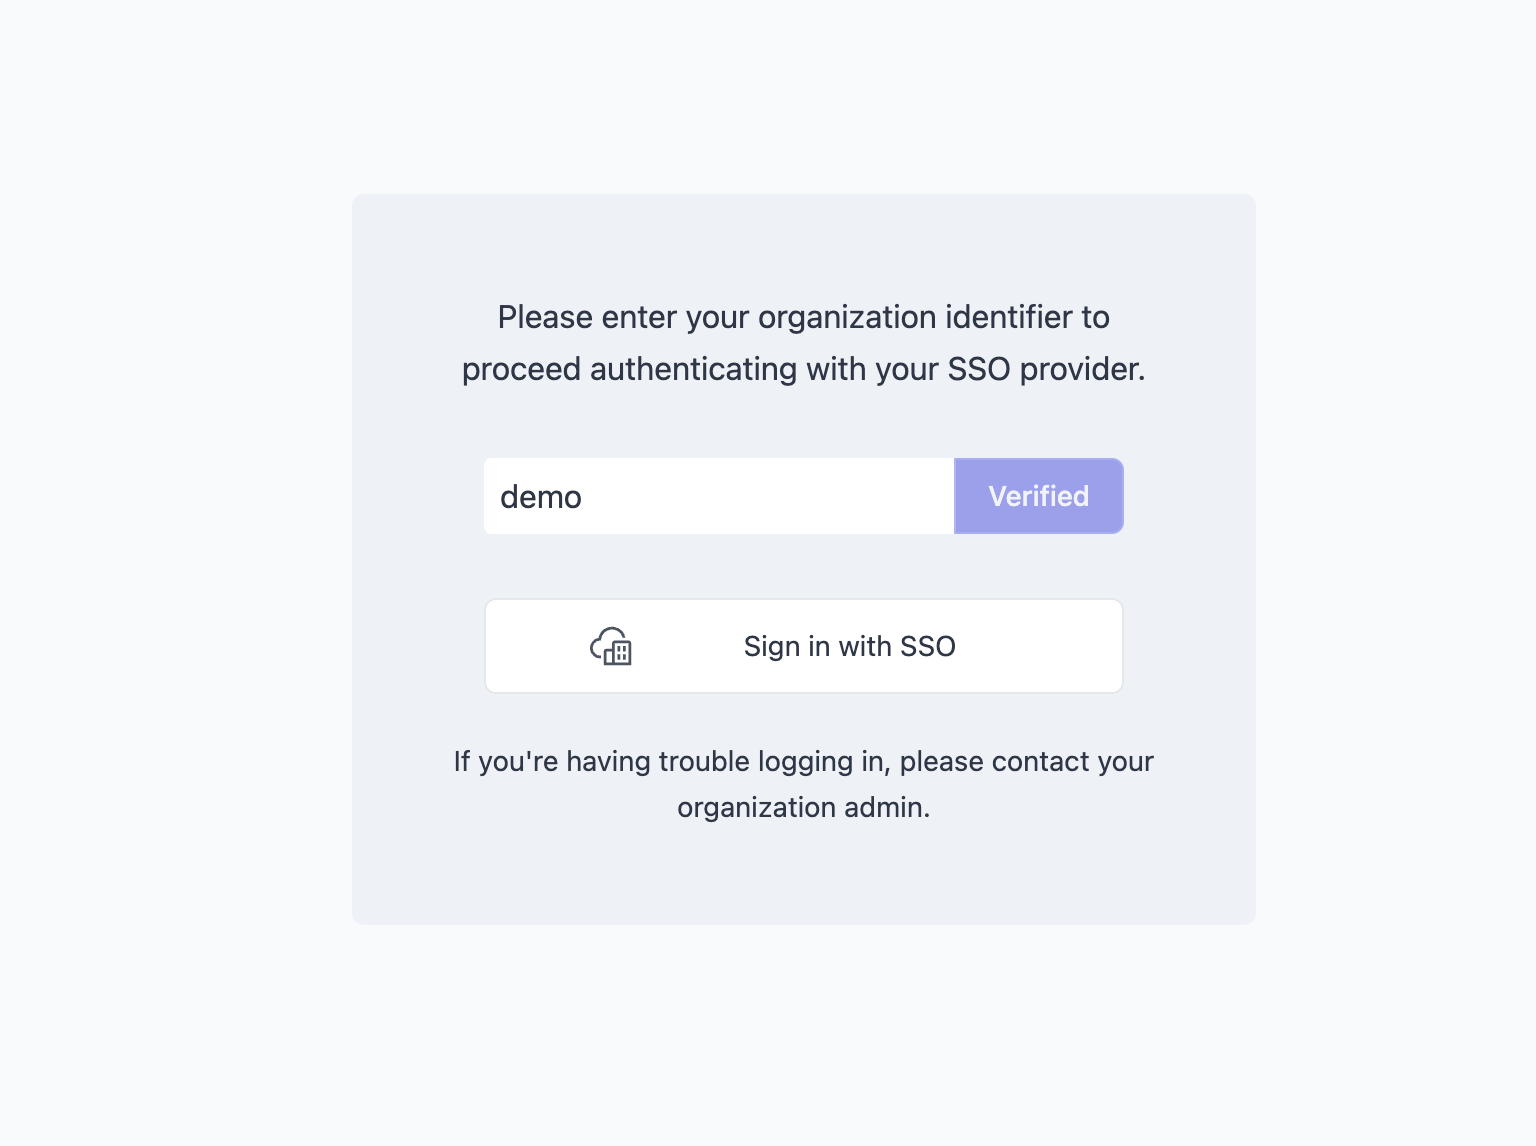 Please enter your organization identifier to
proceed authenticating with your SSO provider.
demo
Verified
Sign in with SSO
If you're having trouble logging in, please contact your
organization admin.